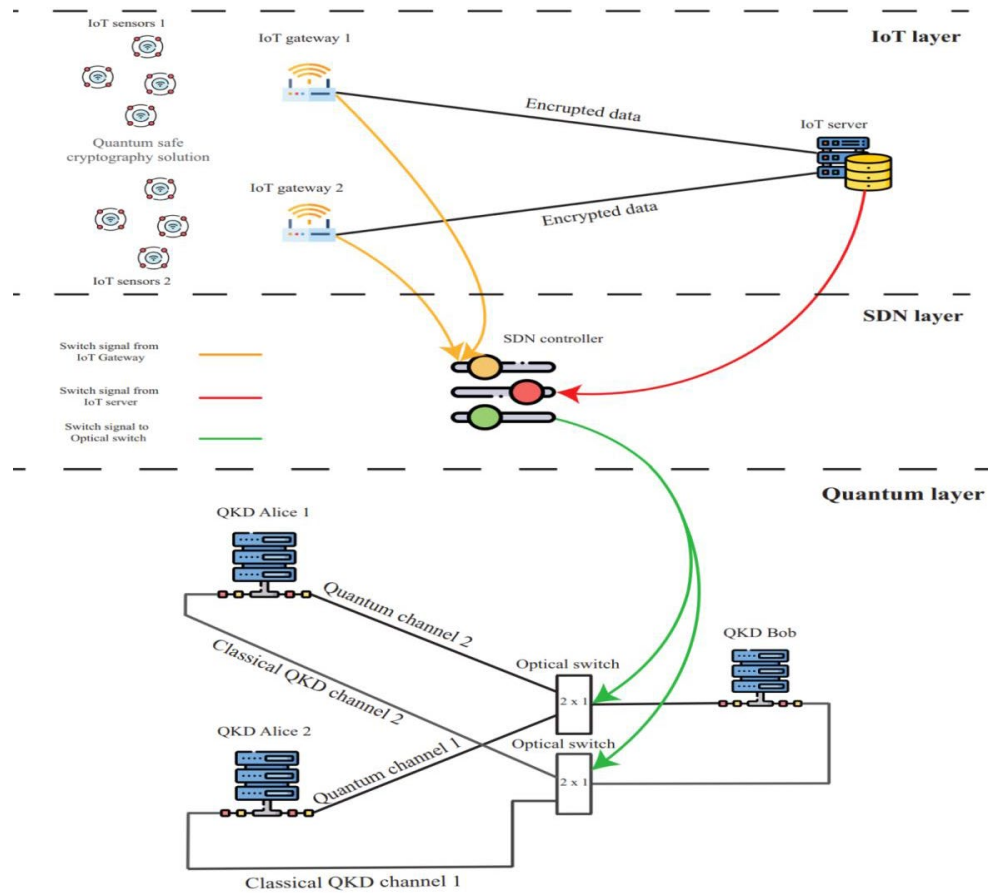 IoT sensors 1
IoT gateway 1
IoT layer
Encrupted data
IoT server
Quantum safe
cryptography solution
IoT gateway 2
Encrypted data
IoT sensors 2
SDN layer
SDN controller
Switch signal from
IoT Gateway
Switch signal from
IoT server
Switch signal to
Optical switch
Quantum layer
QKD Alice 1
Quantum channel 2
QKD Bob
Classical QKD channel 2
Optical switch
2 x 1
QKD Alice 2
Quantum channel 1
Optical switch
2 x 1
Classical QKD channel 1